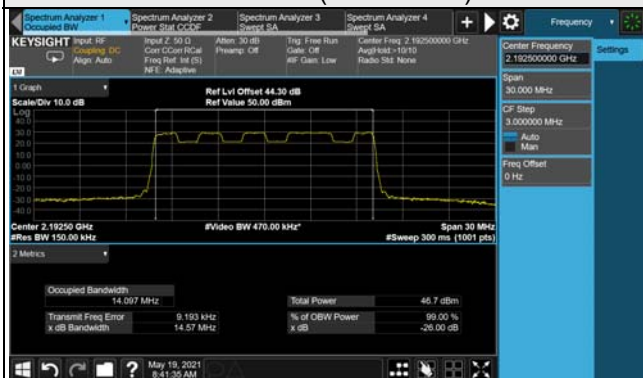 Spectrum Analyzer 1
Occupied BW
Spectrum Analyzer 2
Power Stat CCDF
Spectrum Analyzer 3
Swept SA
Spectrum Analyzer 4
Swept SA
+
Frequency
KEYSIGHT
Input: RF
Coupling: DC
Align: Auto
Input Z: 50 Ω
Corr CCorr RCal
Freq Ref: Int (S)
NFE: Adaptive
Atten: 30 dB
Preamp: Off
Trig: Free Run
Gate: Off
#IF Gain: Low
Center Freq: 2.192500000 GHz
Avg|Hold:>10/10
Radio Std: None
Center Frequency
2.192500000 GHz
Settings
Span
30.000 MHz
CF Step
3.000000 MHz
Auto
Man
Freq Offset
0 Hz
1 Graph
Scale/Div 10.0 dB
Ref Lvl Offset 44.30 dB
Ref Value 50.00 dBm
Log
40.0
30.0
20.0
10.0
0.00
-10.0
-20.0
-30.0
-40.0
Center 2.19250 GHz
#Res BW 150.00 kHz
#Video BW 470.00 kHz*
Span 30 MHz
#Sweep 300 ms (1001 pts)
2 Metrics
Occupied Bandwidth
14.097 MHz
Total Power 46.7 dBm
Transmit Freq Error 9.193 kHz
% of OBW Power 99.00 %
x dB Bandwidth 14.57 MHz
x dB -26.00 dB
?
May 19, 2021
8:41:35 AM